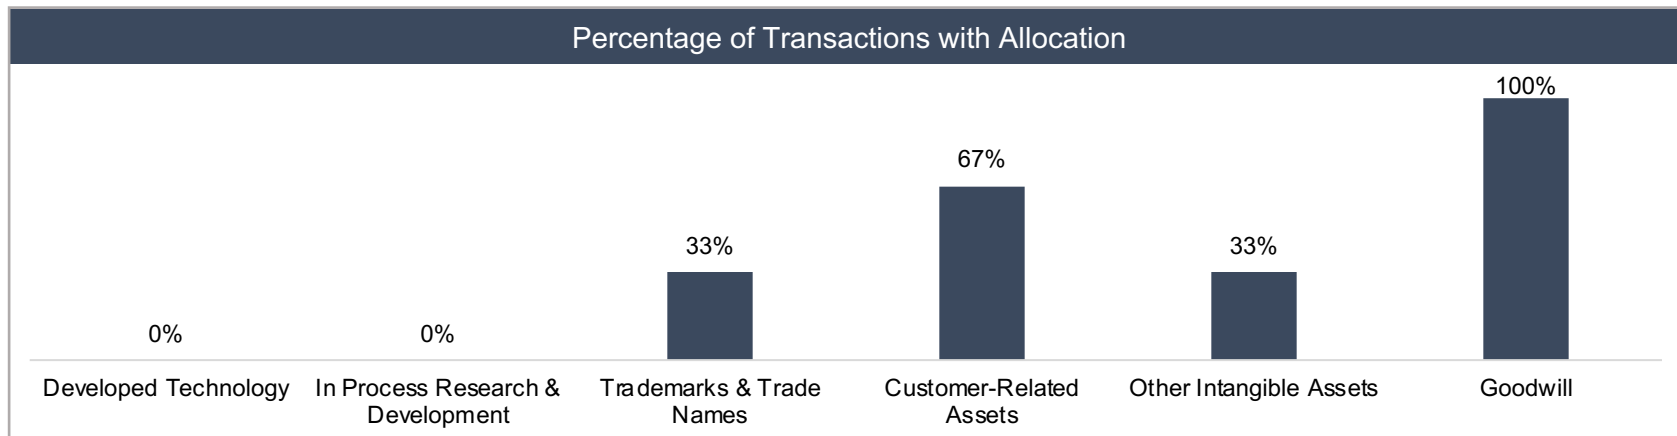 Percentage of Transactions with Allocation
100%
67%
33%
33%
0%
0%
Developed Technology
In Process Research &
Development
Trademarks & Trade
Names
Customer-Related
Assets
Other Intangible Assets
Goodwill